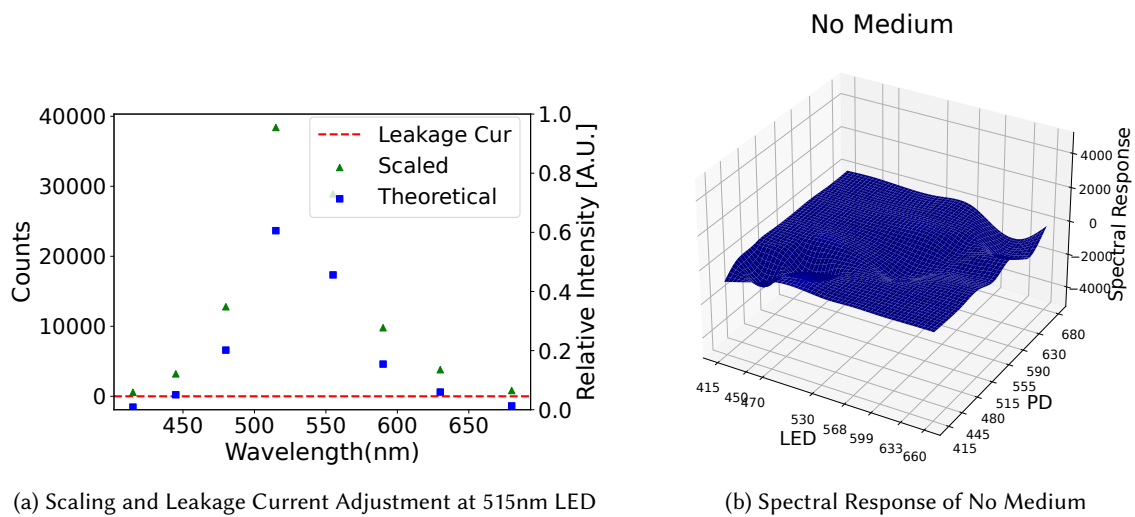 No Medium
40000
30000
20000
10000
0
Counts
1.0
0.8
0.6
0.4
0.2
0.0
Relative Intensity [A.U.]
Leakage Cur
Scaled
Theoretical
450 500 550 600 650
Wavelength(nm)
4000
2000
0
−2000
−4000
Spectral Response
415 450 470 530 568 599 633 660
LED
415 445 480 515 555 590 630 680
PD
(a) Scaling and Leakage Current Adjustment at 515nm LED
(b) Spectral Response of No Medium